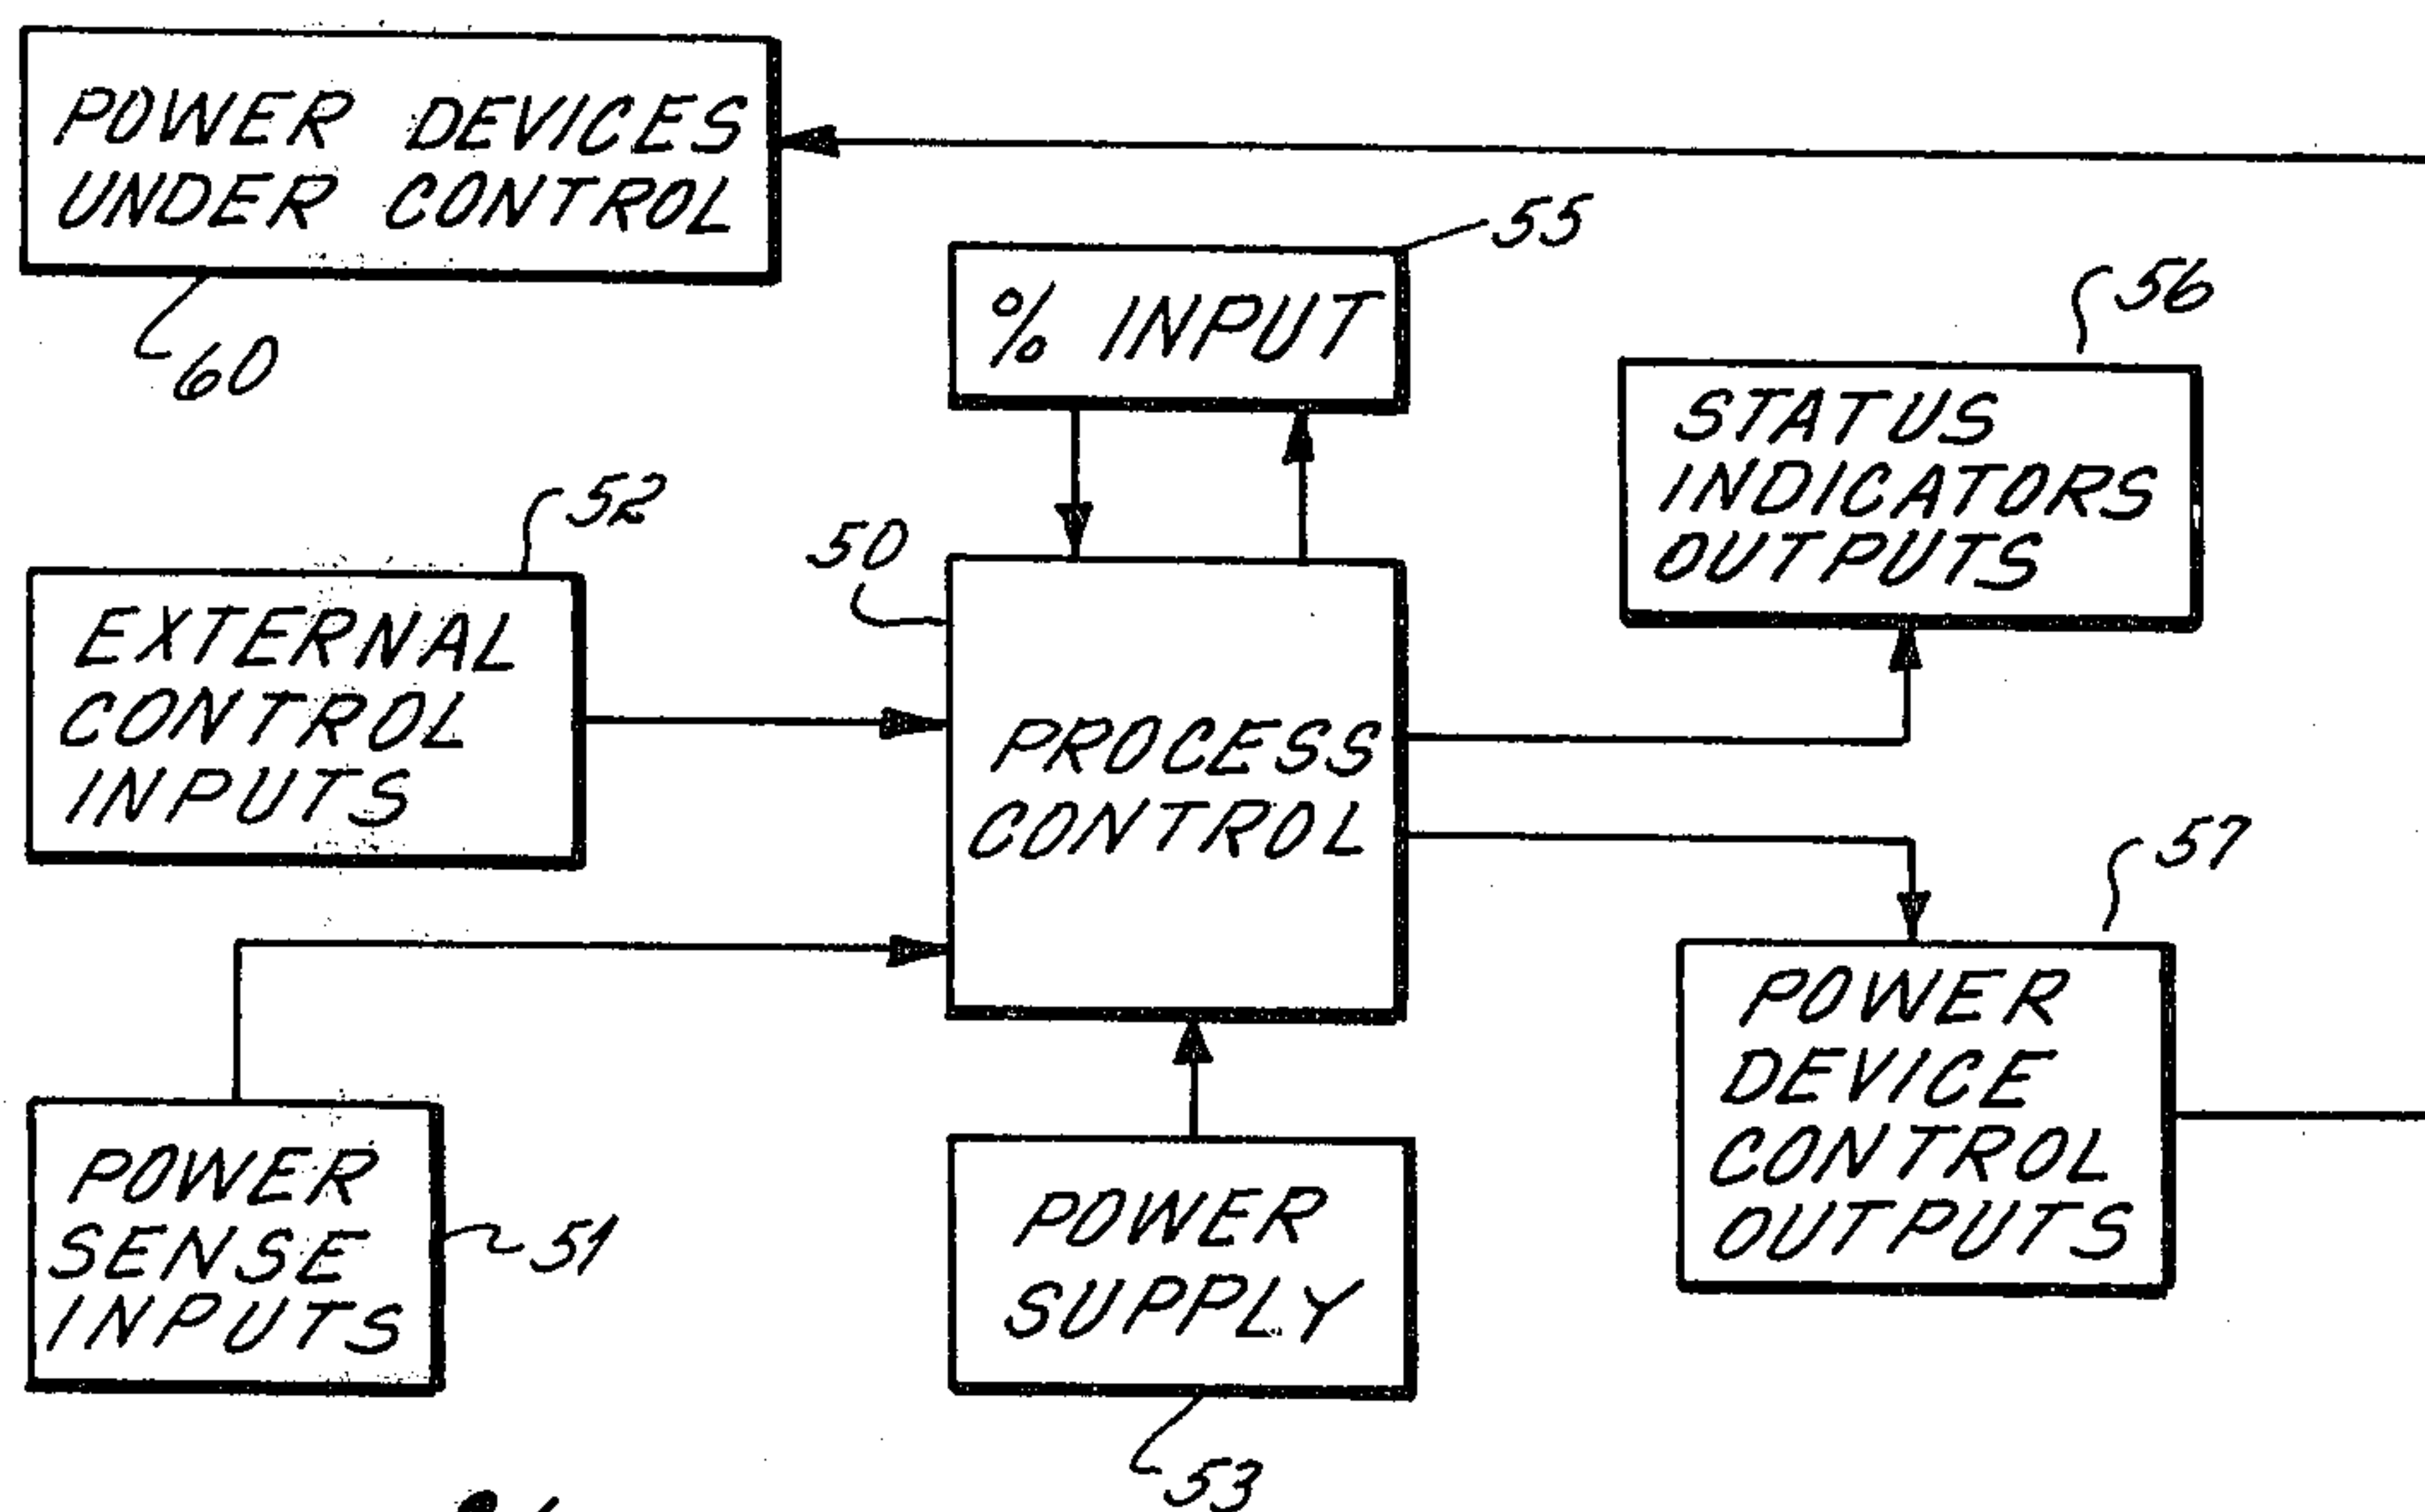 POWER DEVICES
UNDER CONTROL
60
% INPUT
55
STATUS
INDICATORS
OUTPUTS
56
EXTERNAL
CONTROL
INPUTS
52
50
PROCESS
CONTROL
57
POWER
DEVICE
CONTROL
OUTPUTS
POWER
SENSE
INPUTS
51
POWER
SUPPLY
53